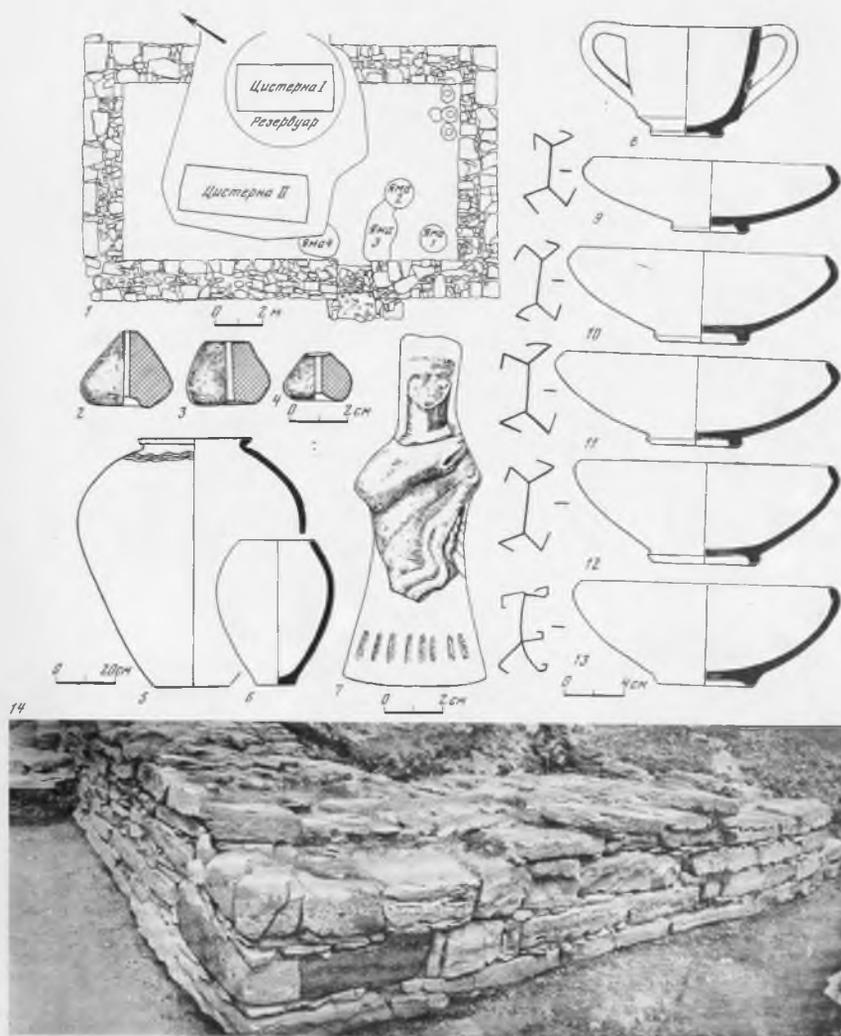 Цистерна I
Резервуар
Цистерна II
Яма 2
Яма 3
Яма 1
Яма 4
1
0 2 м
2
3
4
0 2 см
5
6
0 20 см
7
0 2 см
8
9
10
11
12
13
0 4 см
14